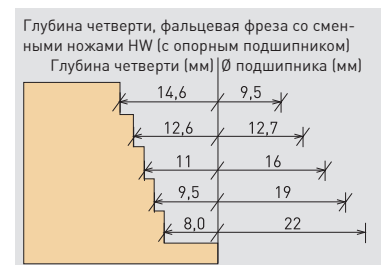 Глубина четверти, фальцевая фреза со смен-
ными ножами HW (с опорным подшипником)
Глубина четверти (мм) Ø подшипника (мм)
14,6 9,5
12,6 12,7
11 16
9,5 19
8,0 22